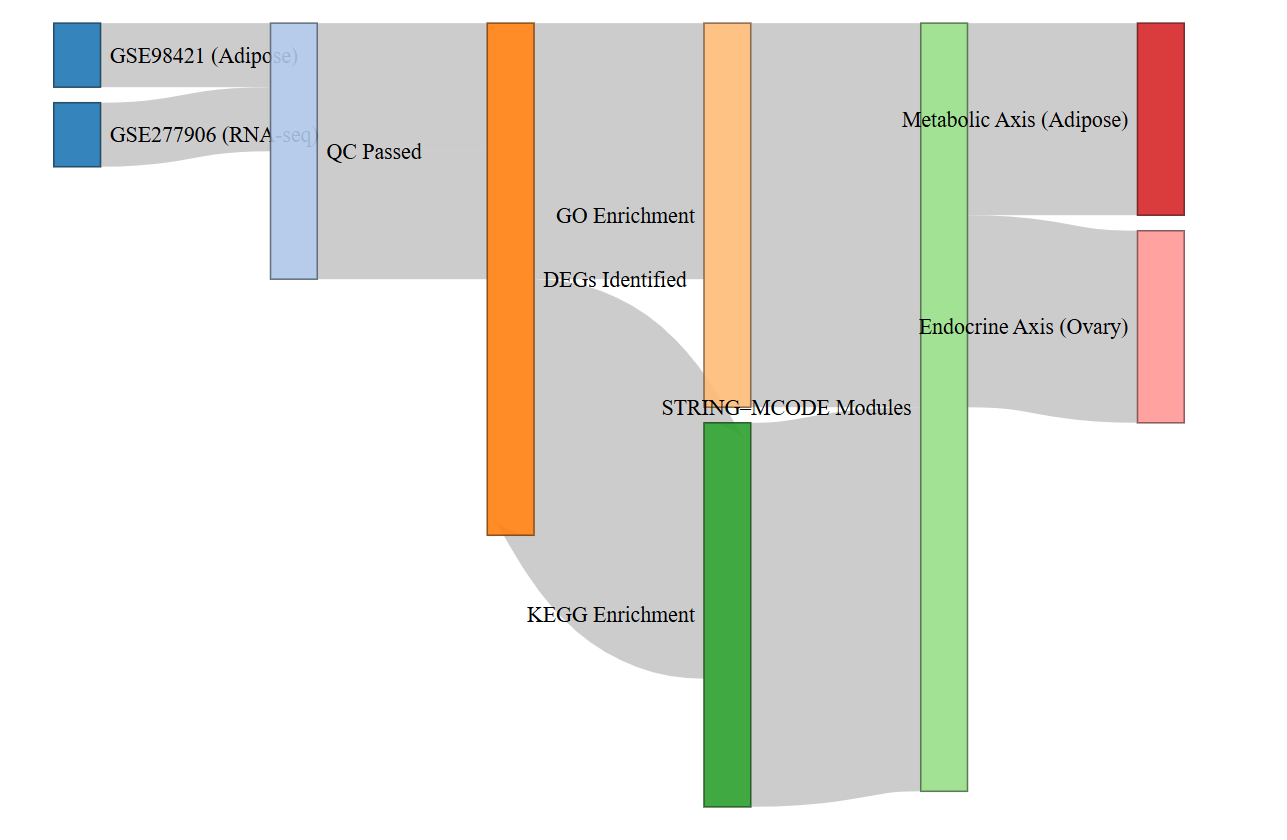 GSE98421 (Adipose)
GSE277906 (RNA-seq)
QC Passed
DEGs Identified
GO Enrichment
KEGG Enrichment
STRING–MCODE Modules
Metabolic Axis (Adipose)
Endocrine Axis (Ovary)